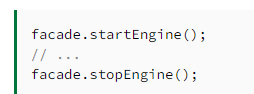 facade.startEngine();
// ...
facade.stopEngine();